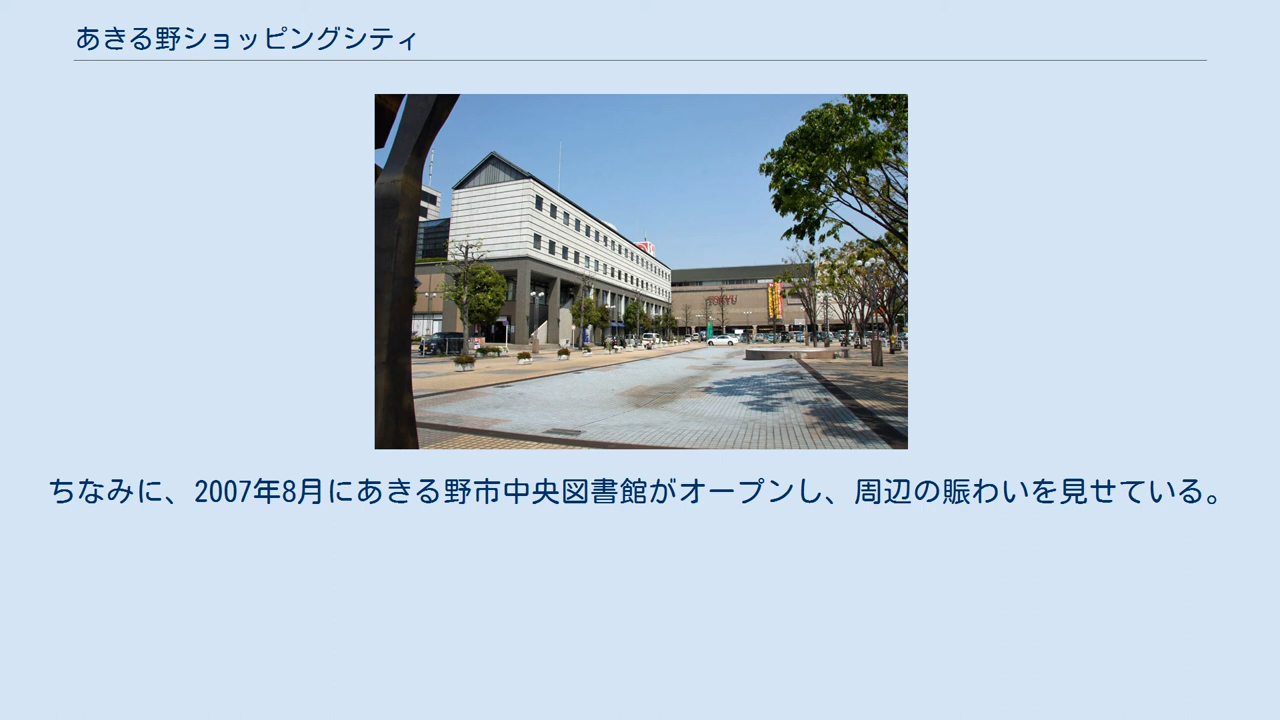 あきる野ショッピングシティ
TOKYU
ちなみに、2007年8月にあきる野市中央図書館がオープンし、周辺の賑わいを見せている。